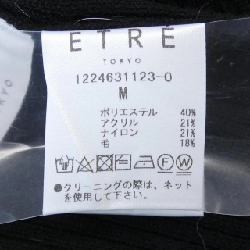 ETRÉ
TOKYO
1224631123-0
M
ポリエステル 40%
アクリル 21%
ナイロン 21%
毛 18%
●クリーニングの際は、ネット
を使用して下さい。